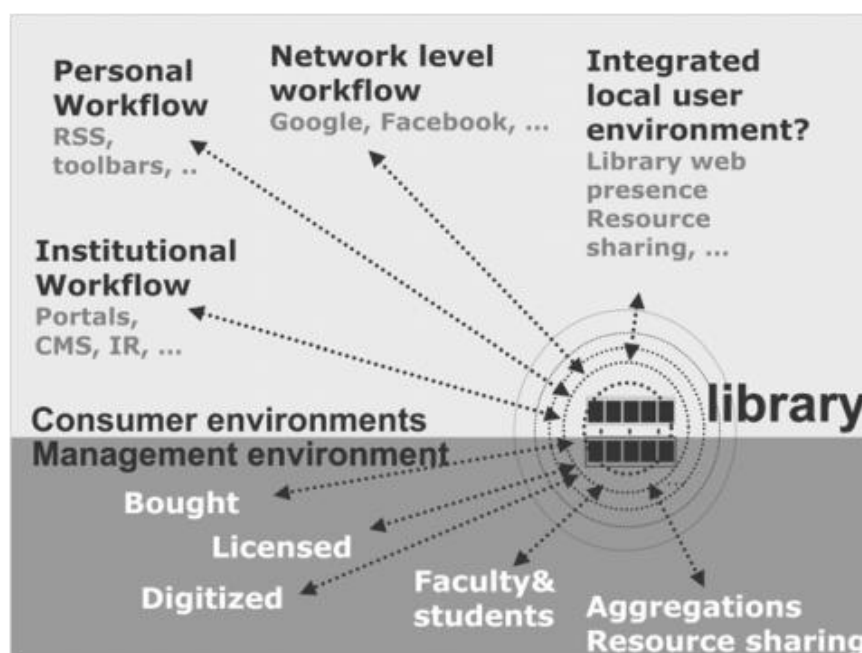 Personal
Workflow
RSS,
toolbars, ..
Network level
workflow
Google, Facebook, ...
Integrated
local user
environment?
Library web
presence
Resource
sharing, ...
Institutional
Workflow
Portals,
CMS, IR, ...
library
Consumer environments
Management environment
Bought
Licensed
Digitized
Faculty&
students
Aggregations
Resource sharing